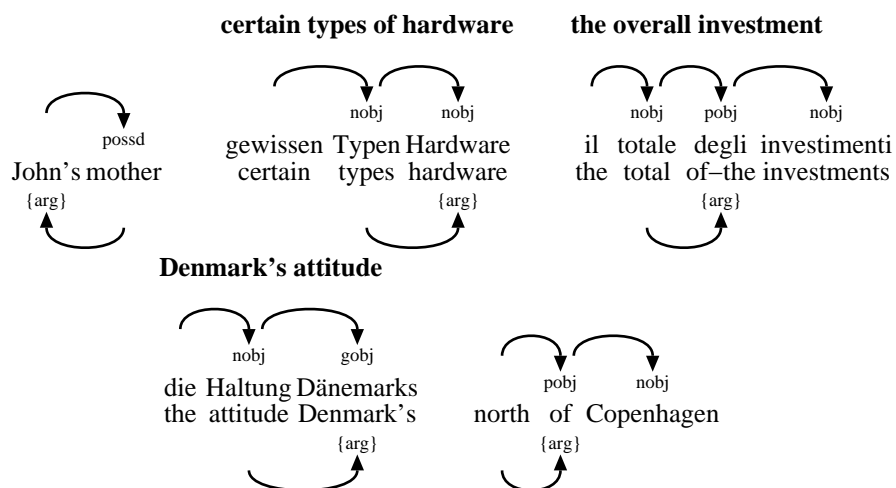 certain types of hardware
the overall investment
possd
John's mother
{arg}
nobj nobj
gewissen Typen Hardware
certain types hardware
{arg}
nobj pobj nobj
il totale degli investimenti
the total of–the investments
{arg}
Denmark's attitude
nobj gobj
die Haltung Dänemarks
the attitude Denmark's
{arg}
pobj nobj
north of Copenhagen
{arg}